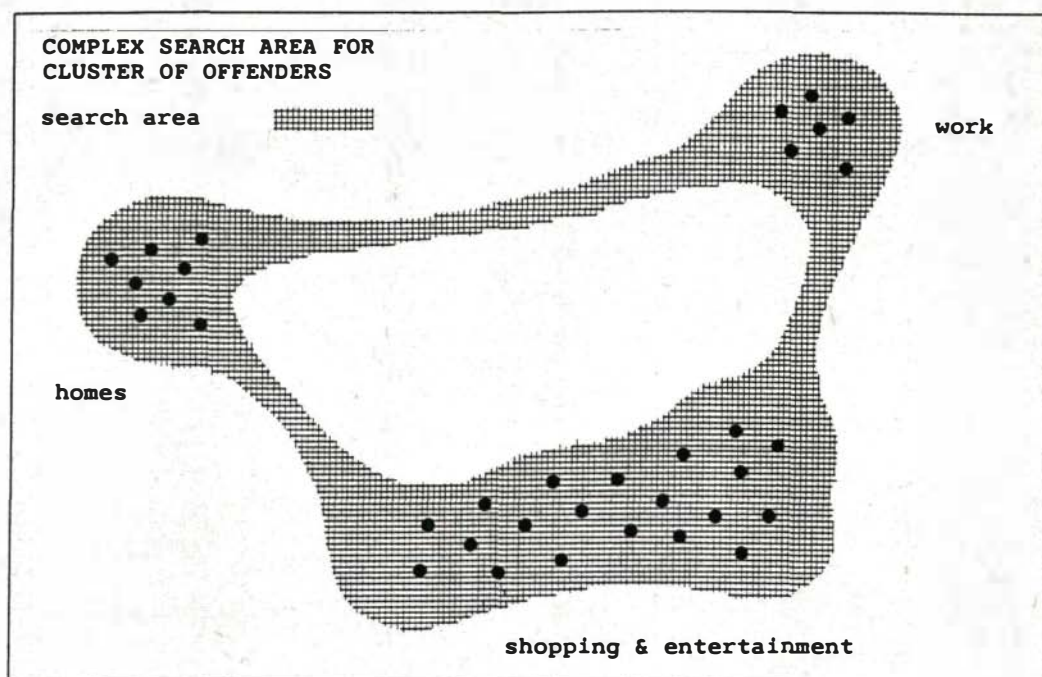 COMPLEX SEARCH AREA FOR
CLUSTER OF OFFENDERS
search area
work
homes
shopping & entertainment